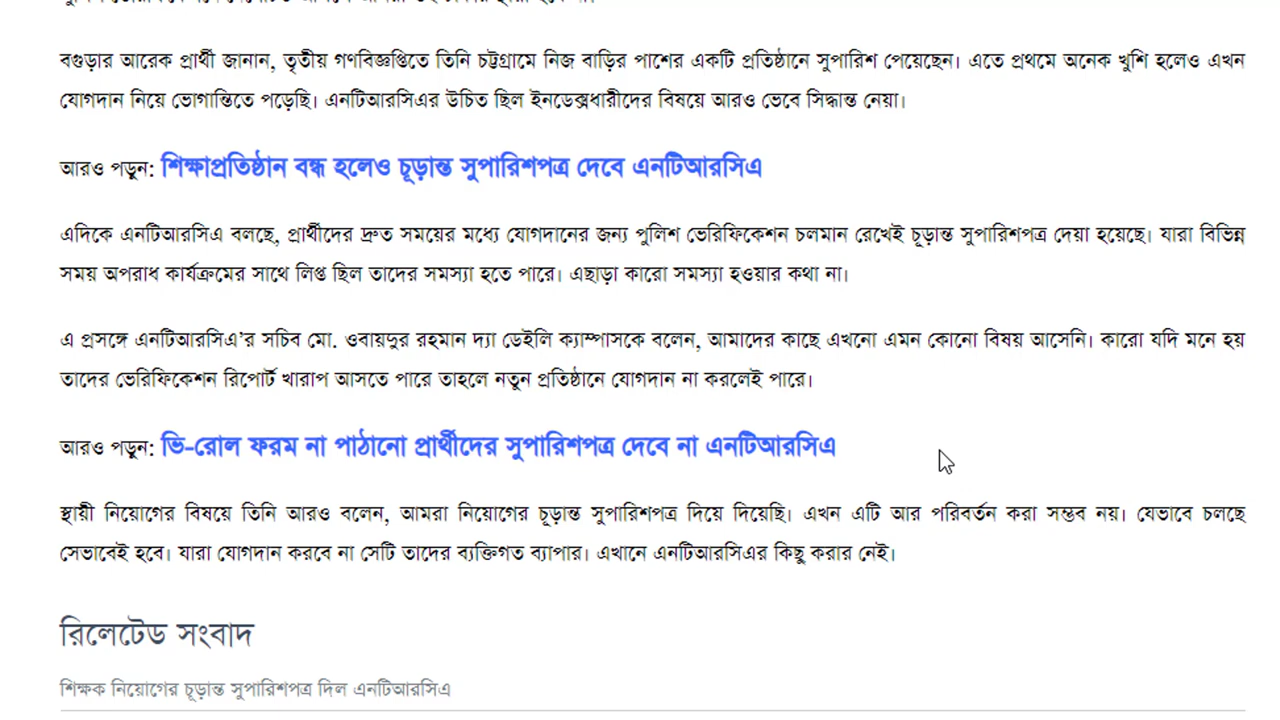 বগুড়ার আরেক প্রার্থী জানান, তৃতীয় গণবিজ্ঞপ্তিতে তিনি চট্টগ্রামে নিজ বাড়ির পাশের একটি প্রতিষ্ঠানে সুপারিশ পেয়েছেন। এতে প্রথমে অনেক খুশি হলেও এখন
যোগদান নিয়ে ভোগান্তিতে পড়েছি। এনটিআরসিএর উচিত ছিল ইনডেক্সধারীদের বিষয়ে আরও ভেবে সিদ্ধান্ত নেয়া।
আরও পড়ুন: শিক্ষাপ্রতিষ্ঠান বন্ধ হলেও চূড়ান্ত সুপারিশপত্র দেবে এনটিআরসিএ
এদিকে এনটিআরসিএ বলছে, প্রার্থীদের দ্রুত সময়ের মধ্যে যোগদানের জন্য পুলিশ ভেরিফিকেশন চলমান রেখেই চূড়ান্ত সুপারিশপত্র দেয়া হয়েছে। যারা বিভিন্ন
সময় অপরাধ কার্যক্রমের সাথে লিপ্ত ছিল তাদের সমস্যা হতে পারে। এছাড়া কারো সমস্যা হওয়ার কথা না।
এ প্রসঙ্গে এনটিআরসিএ’র সচিব মো. ওবায়দুর রহমান দ্যা ডেইলি ক্যাম্পাসকে বলেন, আমাদের কাছে এখনো এমন কোনো বিষয় আসেনি। কারো যদি মনে হয়
তাদের ভেরিফিকেশন রিপোর্ট খারাপ আসতে পারে তাহলে নতুন প্রতিষ্ঠানে যোগদান না করলেই পারে।
আরও পড়ুন: ভি-রোল ফরম না পাঠানো প্রার্থীদের সুপারিশপত্র দেবে না এনটিআরসিএ
স্থায়ী নিয়োগের বিষয়ে তিনি আরও বলেন, আমরা নিয়োগের চূড়ান্ত সুপারিশপত্র দিয়ে দিয়েছি। এখন এটি আর পরিবর্তন করা সম্ভব নয়। যেভাবে চলছে
সেভাবেই হবে। যারা যোগদান করবে না সেটি তাদের ব্যক্তিগত ব্যাপার। এখানে এনটিআরসিএর কিছু করার নেই।
রিলেটেড সংবাদ
শিক্ষক নিয়োগের চূড়ান্ত সুপারিশপত্র দিল এনটিআরসিএ